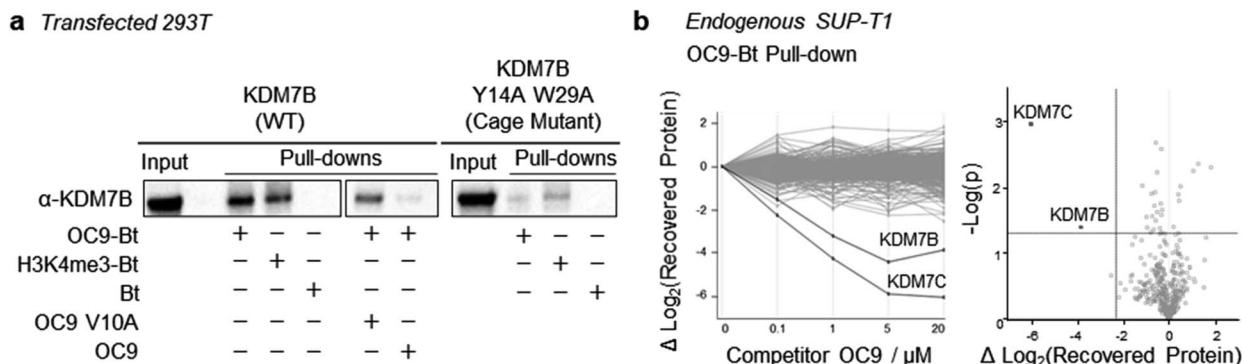 a Transfected 293T
KDM7B
(WT)
KDM7B
Y14A W29A
(Cage Mutant)
Input
Pull-downs
Input
Pull-downs
α-KDM7B
OC9-Bt + − − + + + − −
H3K4me3-Bt − + − − − − + −
Bt − − + − − − − +
OC9 V10A − − − + − − − −
OC9 − − − − + − − −
b Endogenous SUP-T1
OC9-Bt Pull-down
Δ Log2(Recovered Protein)
2
0
-2
-4
-6
KDM7B
KDM7C
0 0.1 1 5 20
Competitor OC9 / μM
-Log(p)
3
2
1
0
KDM7C
KDM7B
-6 -4 -2 0 2
Δ Log2(Recovered Protein)